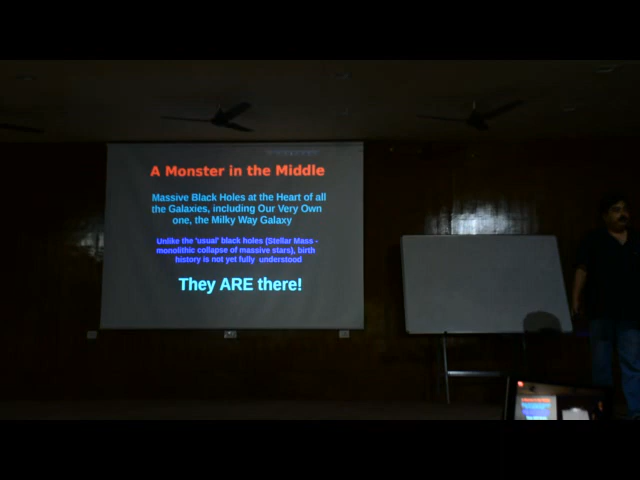 A Monster in the Middle
Massive Black Holes at the Heart of all
the Galaxies, including Our Very Own
one, the Milky Way Galaxy
Unlike the 'usual' black holes (Stellar Mass -
monolithic collapse of massive stars), birth
history is not yet fully understood
They ARE there!